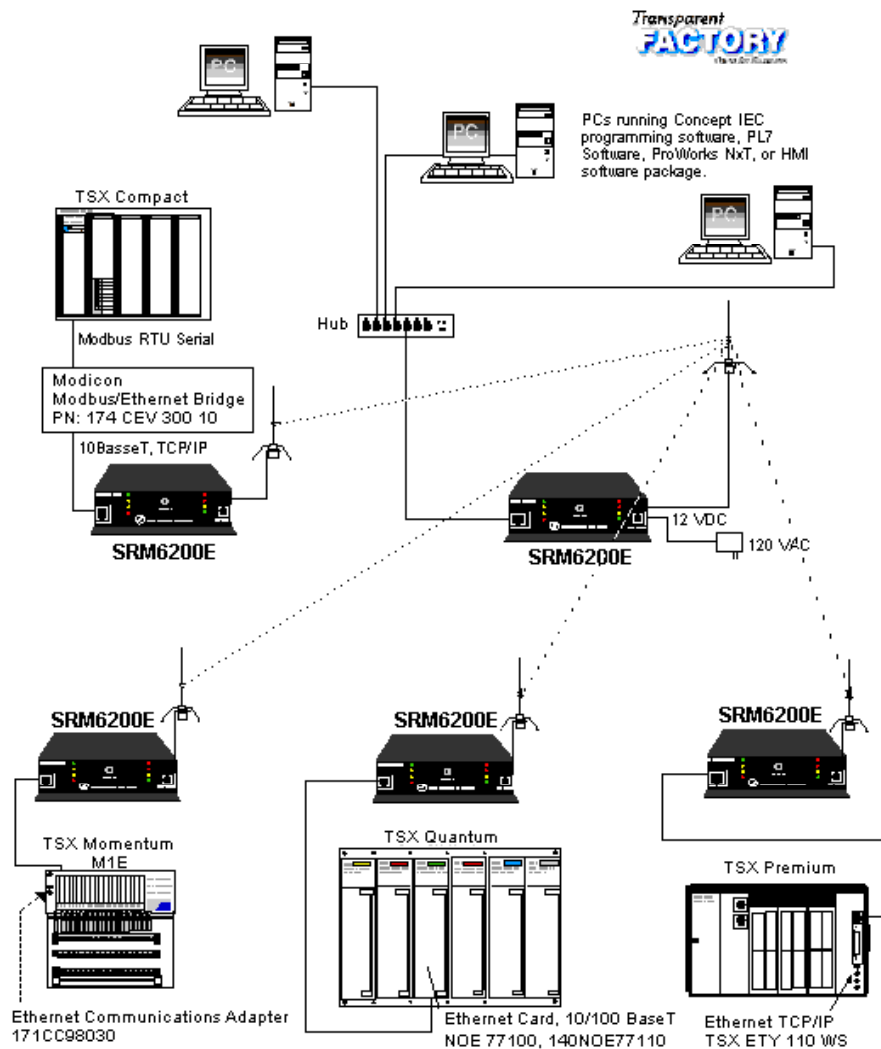 Transparent
FACTORY
PC
PC
PCs running Concept IEC
programming software, PL7
Software, ProWorks NxT, or HMI
software package.
PC
TSX Compact
Hub
Modbus RTU Serial
Modicon
Modbus/Ethernet Bridge
PN: 174 CEV 300 10
10BasseT, TCP/IP
SRM6200E
12 VDC
120 VAC
SRM6200E
SRM6200E
SRM6200E
SRM6200E
TSX Momentum
M1E
TSX Quantum
TSX Premium
Ethernet Communications Adapter
171CC98030
Ethernet Card, 10/100 BaseT
NOE 77100, 140NOE77110
Ethernet TCP/IP
TSX ETY 110 WS